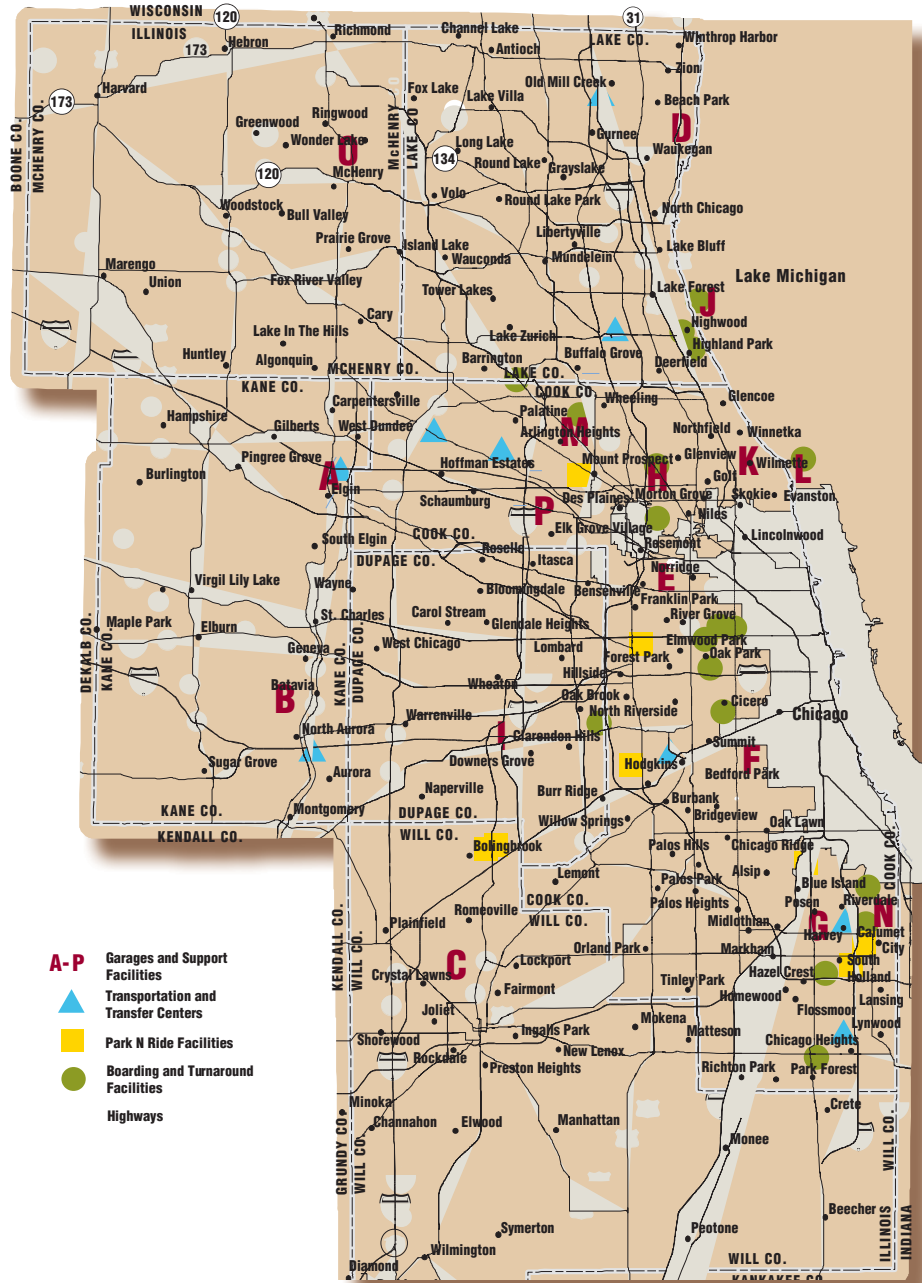 WISCONSIN
120
31
ILLINOIS
173
Hebron
Richmond
Channel Lake
Antioch
LAKE CO.
Winthrop Harbor
Zion
Harvard
173
Fox Lake
Old Mill Creek
Lake Villa
Beach Park
BOONE CO.
MCHENRY CO.
Greenwood
Ringwood
Wonder Lake
O
MCHENRY
LAKE CO
Gurnee
D
Long Lake
134
Round Lake
Grayslake
Waukegan
120
McHenry
Volo
Round Lake Park
Woodstock
Bull Valley
North Chicago
Prairie Grove
Island Lake
Libertyville
Wauconda
Mundelein
Lake Bluff
Marengo
Union
Fox River Valley
Tower Lakes
Lake Forest
Lake Michigan
J
Cary
Highwood
Lake In The Hills
Lake Zurich
Highland Park
Huntley
Algonquin
Barrington
Buffalo Grove
Deerfield
MCHENRY CO.
LAKE CO.
KANE CO.
COOK CO.
Carpentersville
Wheeling
Glencoe
Hampshire
Gilberts
West Dundee
Palatine
Arlington Heights
M
Northfield
Winnetka
Pingree Grove
Hoffman Estates
Mount Prospect
Glenview
K
Wilmette
L
Burlington
A
Elgin
Schaumburg
H
Golf
Des Plaines
Morton Grove
Skokie
Evanston
P
Niles
South Elgin
COOK CO.
Elk Grove Village
Rosemont
Lincolnwood
DUPAGE CO.
Roselle
Itasca
Norridge
Virgil Lily Lake
Wayne
Bloomingdale
Bensenville
E
Franklin Park
DEKALB CO.
KANE CO.
Maple Park
Elburn
St. Charles
Carol Stream
Glendale Heights
River Grove
Elmwood Park
KANE CO.
DUPAGE CO.
Geneva
West Chicago
Lombard
Forest Park
Oak Park
Hillside
Batavia
B
Wheaton
Oak Brook
Cicero
North Riverside
Chicago
North Aurora
Warrenville
I
Clarendon Hills
Summit
Sugar Grove
Aurora
Downers Grove
Hodgkins
F
Bedford Park
Naperville
Burr Ridge
Burbank
KANE CO.
Montgomery
DUPAGE CO.
Willow Springs
Bridgeview
Oak Lawn
KENDALL CO.
WILL CO.
Bolingbrook
Palos Hills
Chicago Ridge
COOK CO.
Lemont
Palos Park
Alsip
Blue Island
COOK CO.
Palos Heights
Posen
Riverdale
Romeoville
WILL CO.
Midlothian
G
N
Plainfield
Harvey
Calumet
City
KENDALL CO.
WILL CO.
Orland Park
Markham
C
Lockport
Hazel Crest
South
Holland
Crystal Lawns
Fairmont
Tinley Park
Homewood
Lansing
Flossmoor
Joliet
Mokena
Lynwood
Shorewood
Ingalls Park
Matteson
Chicago Heights
Rockdale
New Lenox
Preston Heights
Richton Park
Park Forest
Minoka
Crete
Channahon
Elwood
Manhattan
GRUNDY CO.
WILL CO.
Monee
WILL CO.
Beecher
Symerton
Peotone
ILLINOIS
INDIANA
Wilmington
WILL CO.
Diamond
KANKAKEE CO.
A-P
Garages and Support
Facilities
Transportation and
Transfer Centers
Park N Ride Facilities
Boarding and Turnaround
Facilities
Highways